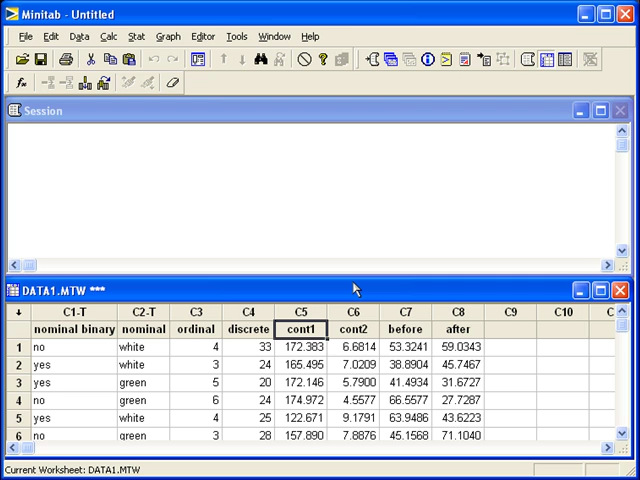 Minitab - Untitled
File Edit Data Calc Stat Graph Editor Tools Window Help
Session
DATA1.MTW ***
C1-T C2-T C3 C4 C5 C6 C7 C8 C9 C10 C
nominal binary nominal ordinal discrete cont1 cont2 before after
1 no white 4 33 172.383 6.6814 53.3241 59.0343
2 yes white 3 24 165.495 7.0209 38.8904 45.7467
3 yes green 5 20 172.146 5.7900 41.4934 31.6727
4 no green 6 24 174.972 4.5577 66.5577 27.7287
5 yes white 4 25 122.671 9.1791 63.9486 43.6223
6 no green 3 28 157.890 7.8876 45.1568 71.1040
Current Worksheet: DATA1.MTW